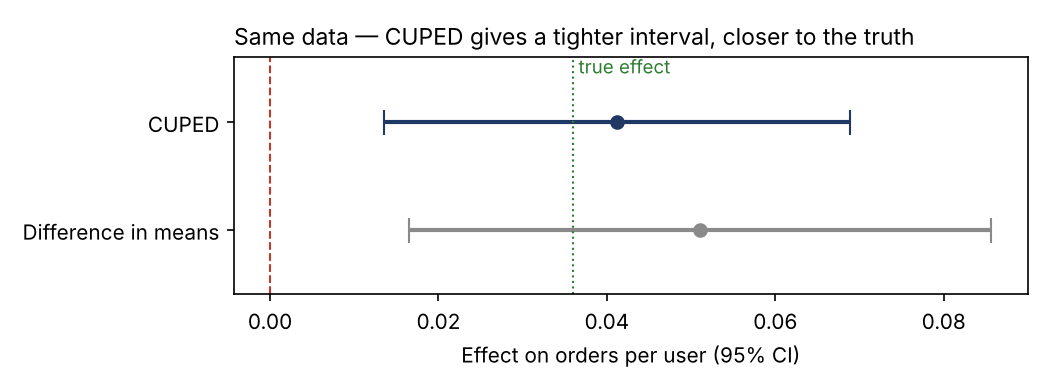 Same data — CUPED gives a tighter interval, closer to the truth
true effect
CUPED
Difference in means
0.00 0.02 0.04 0.06 0.08
Effect on orders per user (95% CI)